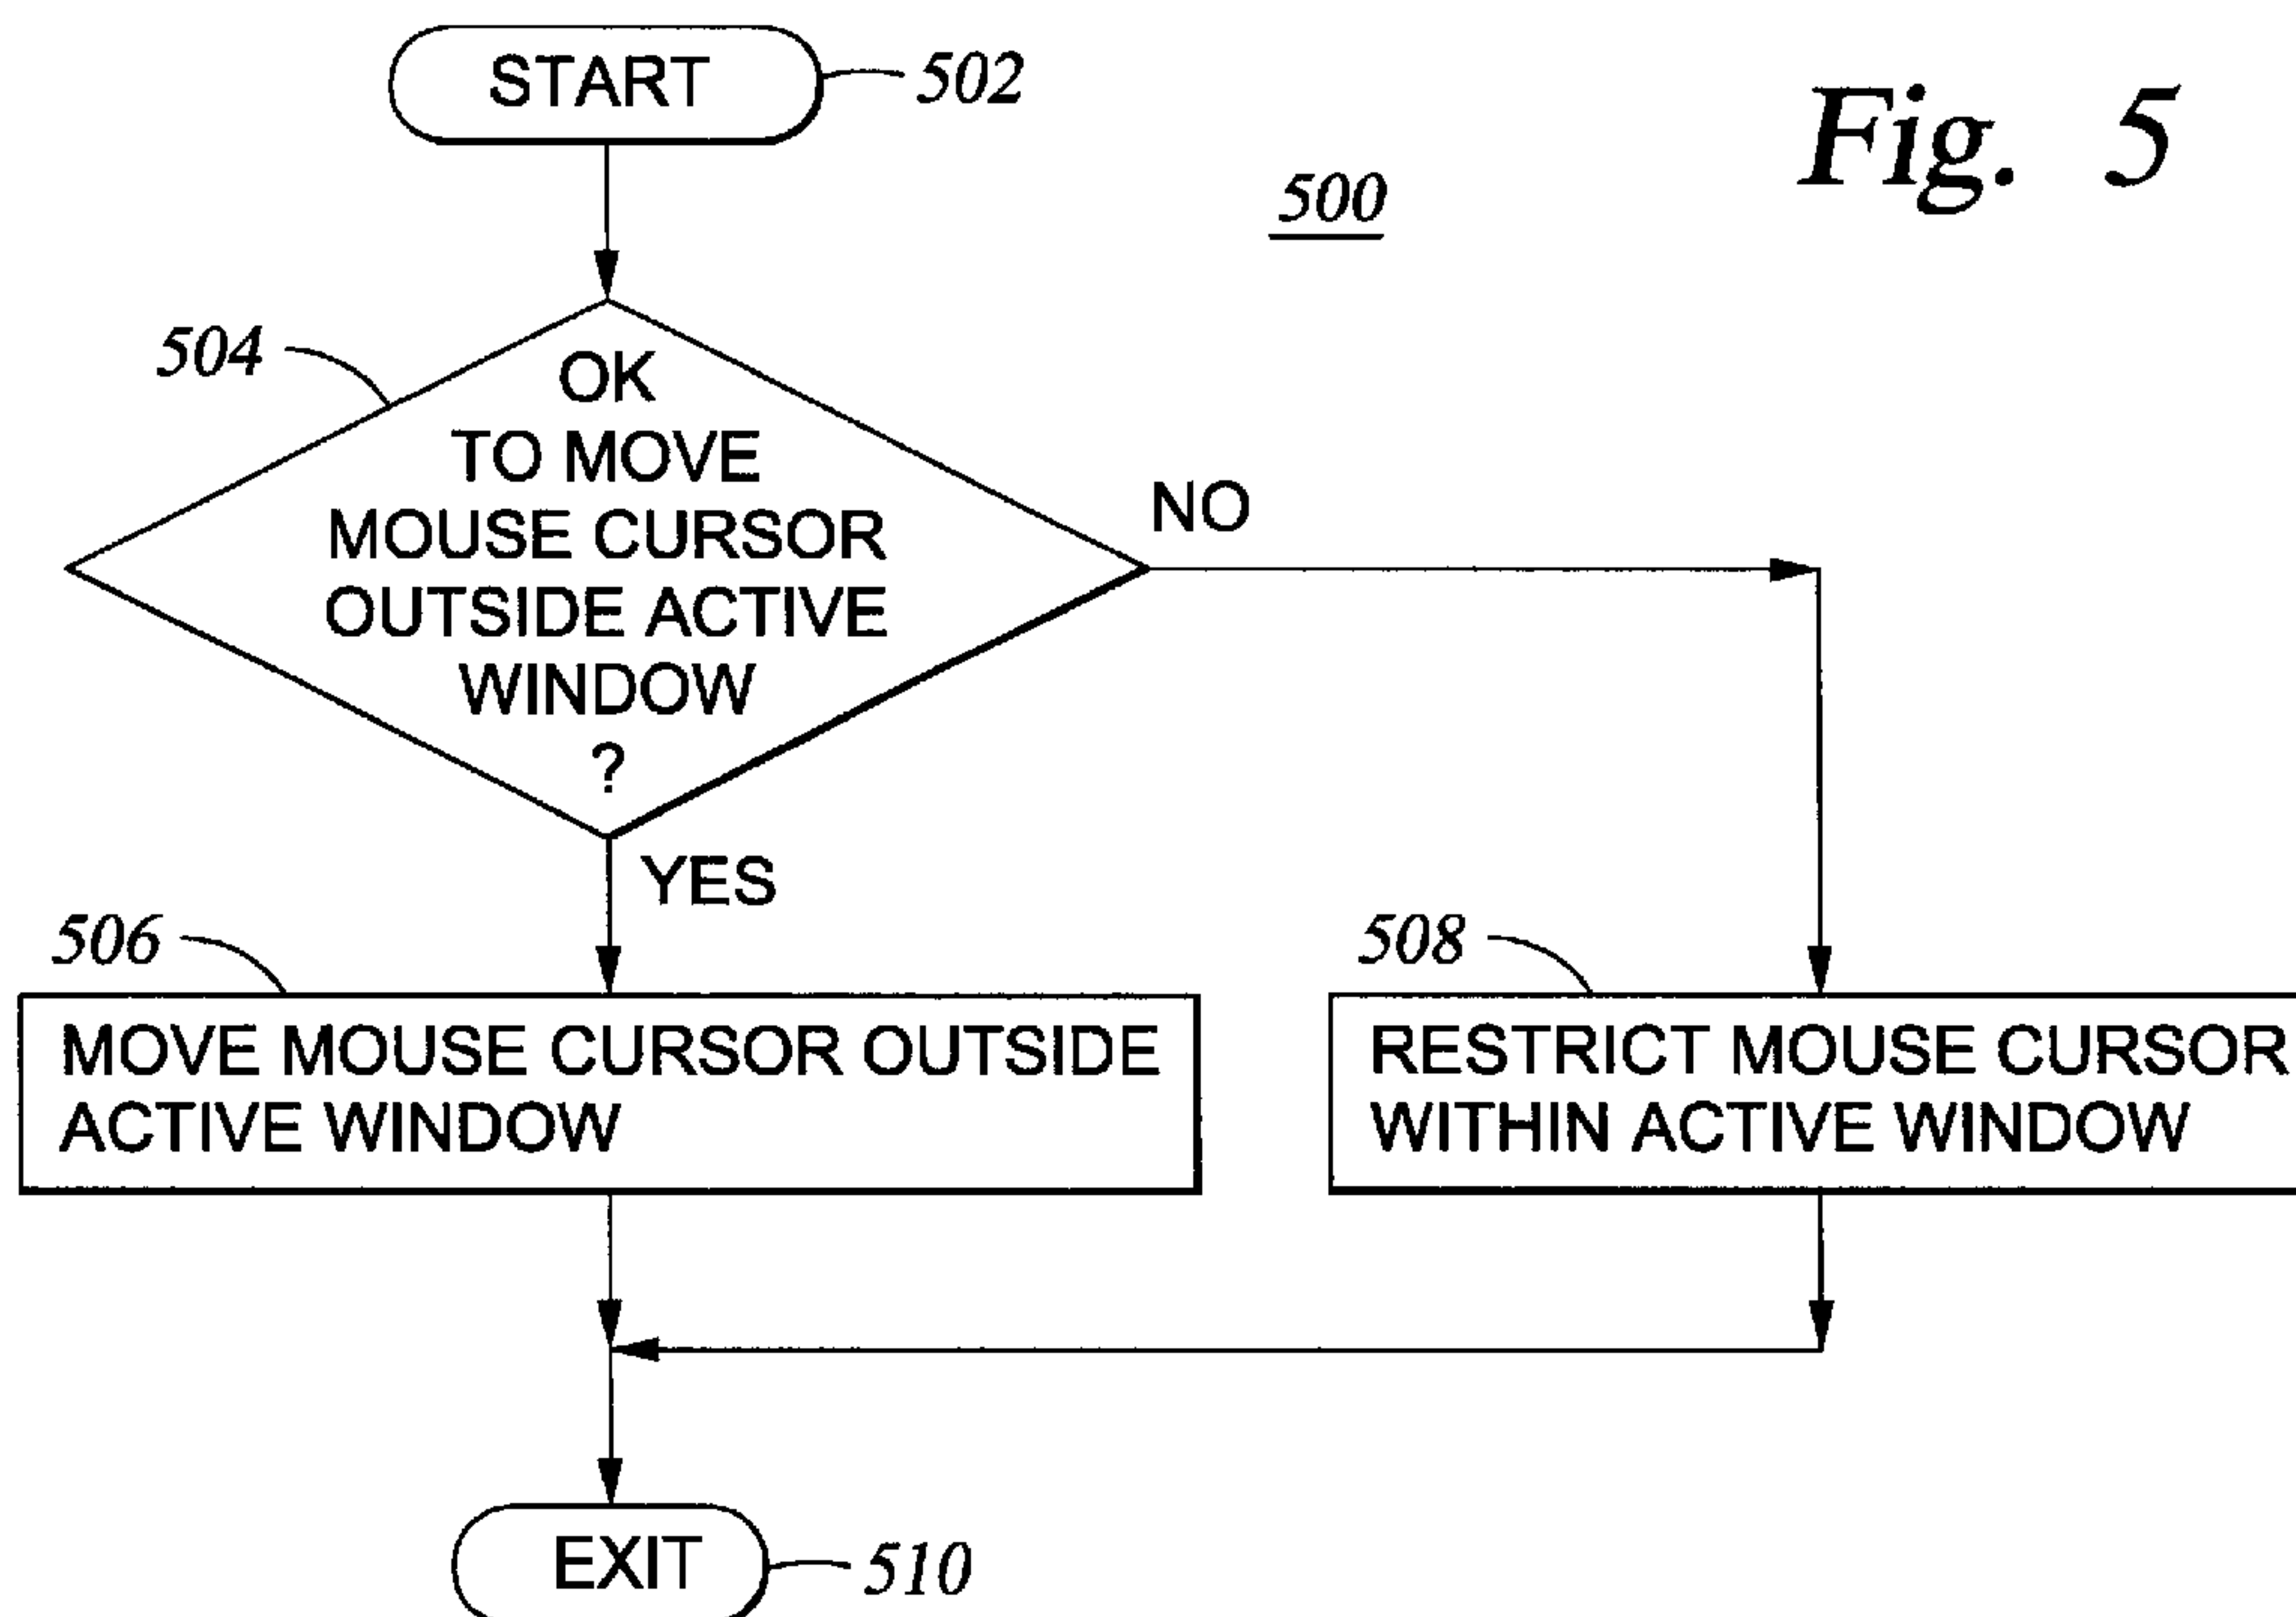 START
502
Fig. 5
500
504
OK
TO MOVE
MOUSE CURSOR
OUTSIDE ACTIVE
WINDOW
?
NO
YES
506
MOVE MOUSE CURSOR OUTSIDE
ACTIVE WINDOW
508
RESTRICT MOUSE CURSOR
WITHIN ACTIVE WINDOW
EXIT
510